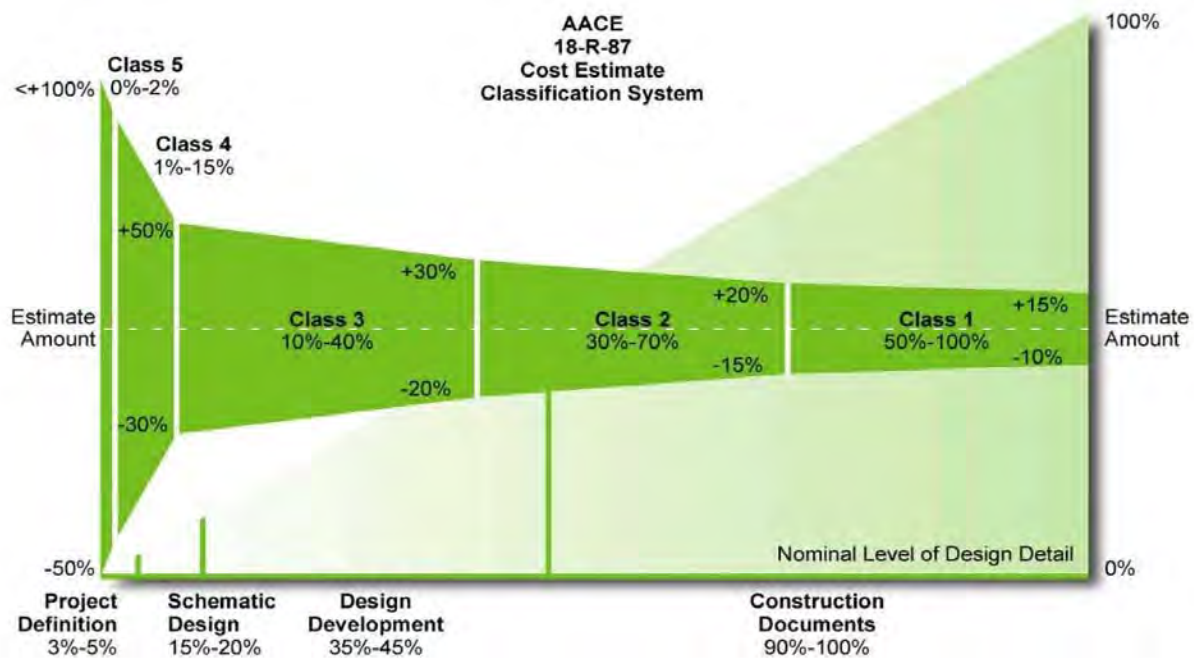 AACE
18-R-87
Cost Estimate
Classification System
100%
Class 5
0%-2%
<+100%
Class 4
1%-15%
+50%
+30%
+20%
+15%
Estimate
Amount
Class 3
10%-40%
Class 2
30%-70%
Class 1
50%-100%
Estimate
Amount
-10%
-15%
-20%
-30%
Nominal Level of Design Detail
-50%
0%
Project
Definition
3%-5%
Schematic
Design
15%-20%
Design
Development
35%-45%
Construction
Documents
90%-100%